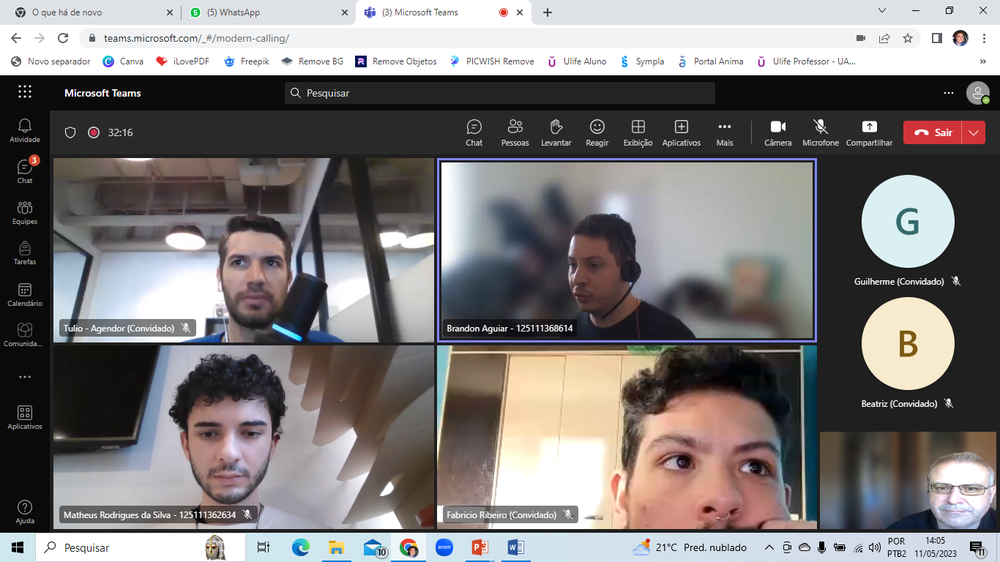 O que há de novo
(5) WhatsApp
(3) Microsoft Teams
teams.microsoft.com/_#/modern-calling/
Novo separador
Canva
iLovePDF
Freepik
Remove BG
Remove Objetos
PICWISH Remove
Ulife Aluno
Sympla
Portal Anima
Ulife Professor - UA...
Microsoft Teams
Pesquisar
32:16
Chat
Pessoas
Levantar
Reagir
Exibição
Aplicativos
Mais
Câmera
Microfone
Compartilhar
Sair
Atividade
3
Chat
Equipes
Tarefas
Calendário
Comunida...
Aplicativos
Ajuda
Tulio - Agendor (Convidado)
Brandon Aguiar - 125111368614
G
Guilherme (Convidado)
B
Beatriz (Convidado)
Matheus Rodrigues da Silva - 125111362634
Fabricio Ribeiro (Convidado)
Pesquisar
10
zoom
21°C Pred. nublado
POR
PTB2
14:05
11/05/2023
11